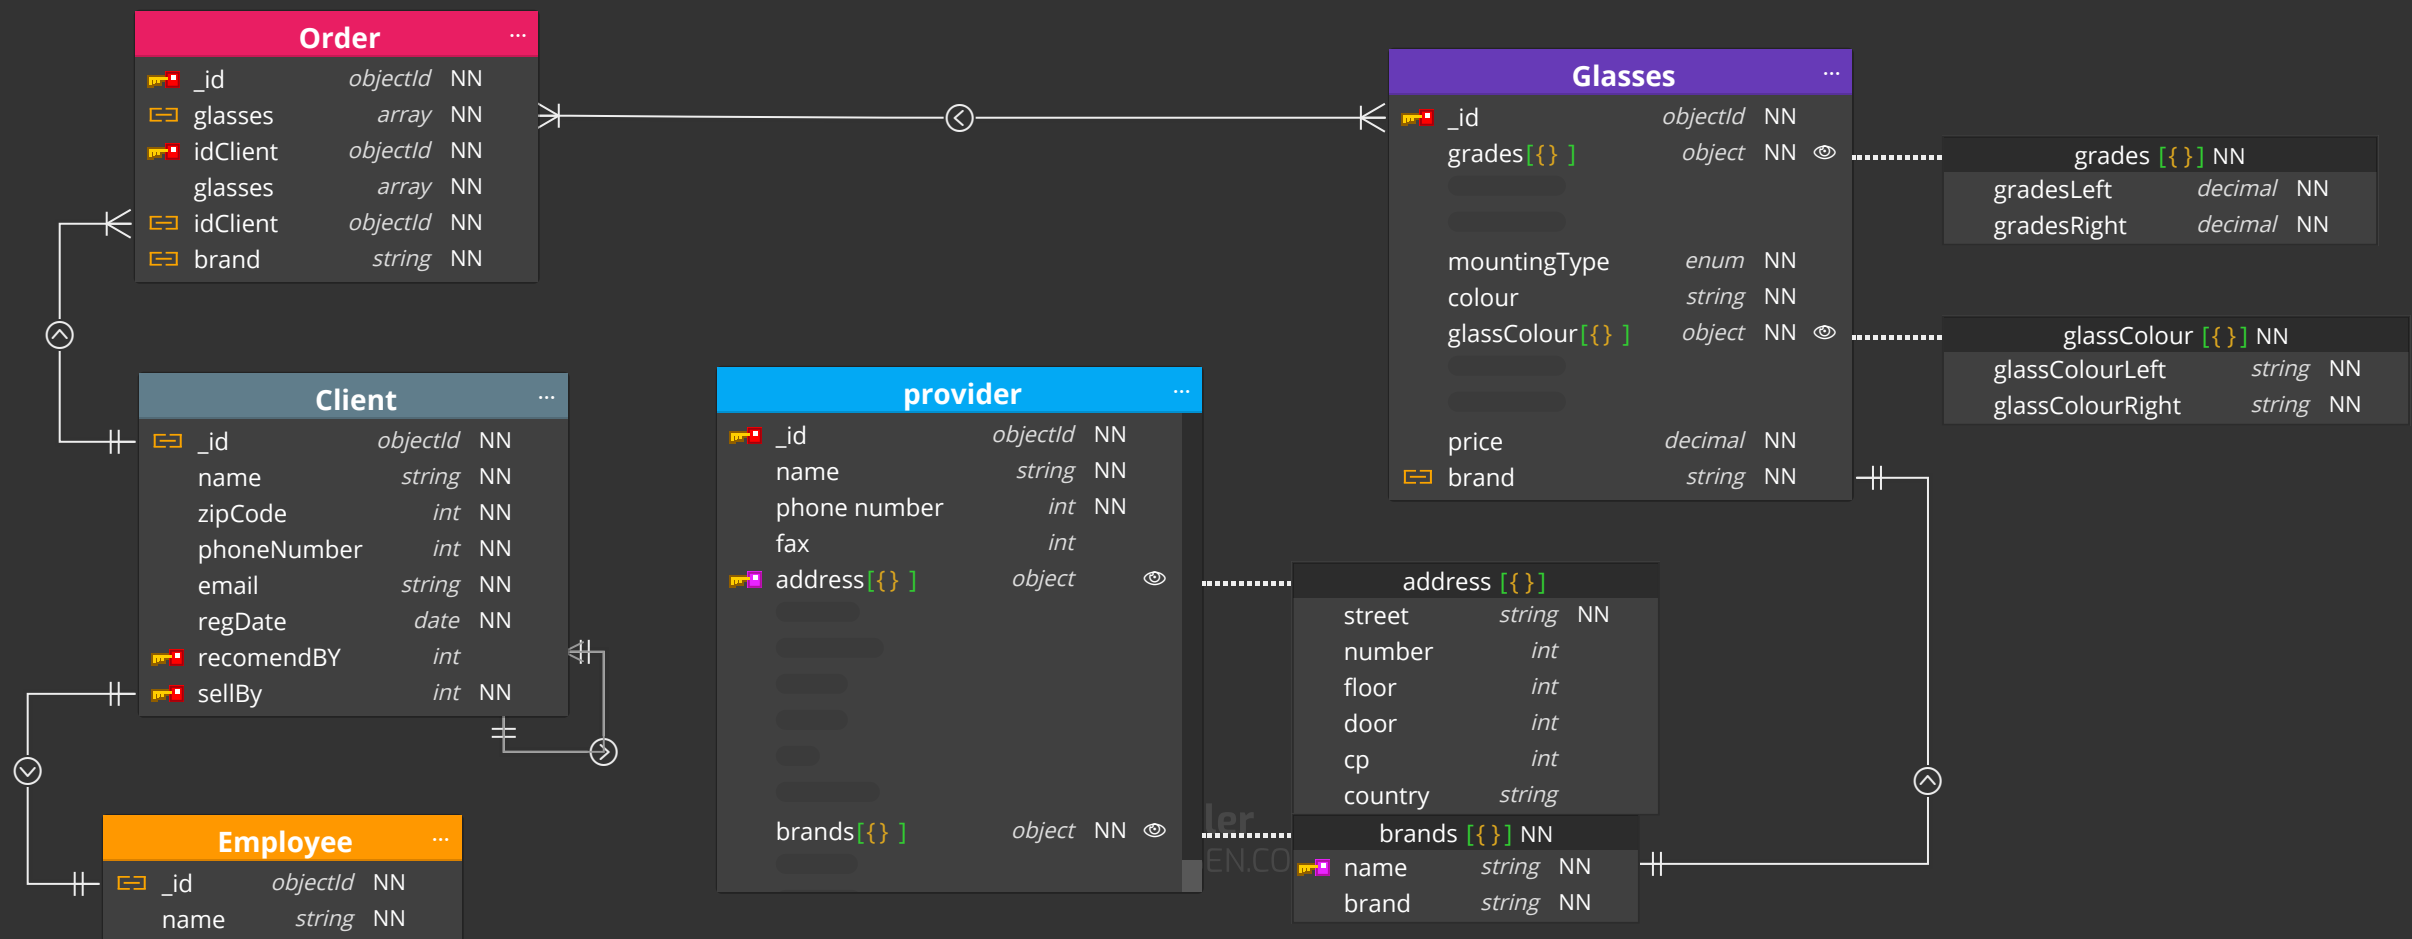 Order ...
_id objectId NN
glasses array NN
idClient objectId NN
glasses array NN
idClient objectId NN
brand string NN
Glasses ...
_id objectId NN
grades[{} ] object NN
mountingType enum NN
colour string NN
glassColour[{} ] object NN
price decimal NN
brand string NN
grades [{ }] NN
gradesLeft decimal NN
gradesRight decimal NN
glassColour [{ }] NN
glassColourLeft string NN
glassColourRight string NN
Client ...
_id objectId NN
name string NN
zipCode int NN
phoneNumber int NN
email string NN
regDate date NN
recomendBY int
sellBy int NN
provider ...
_id objectId NN
name string NN
phone number int NN
fax int
address[{} ] object
brands[{} ] object NN
address [{ }]
street string NN
number int
floor int
door int
cp int
country string
ler
EN.CO
brands [{ }] NN
name string NN
brand string NN
Employee ...
_id objectId NN
name string NN